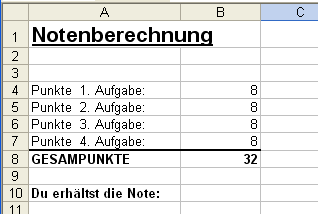 A B C
1 Notenberechnung
2
3
4 Punkte 1. Aufgabe: 8
5 Punkte 2. Aufgabe: 8
6 Punkte 3. Aufgabe: 8
7 Punkte 4. Aufgabe: 8
8 GESAMPUNKTE 32
9
10 Du erhältst die Note:
11